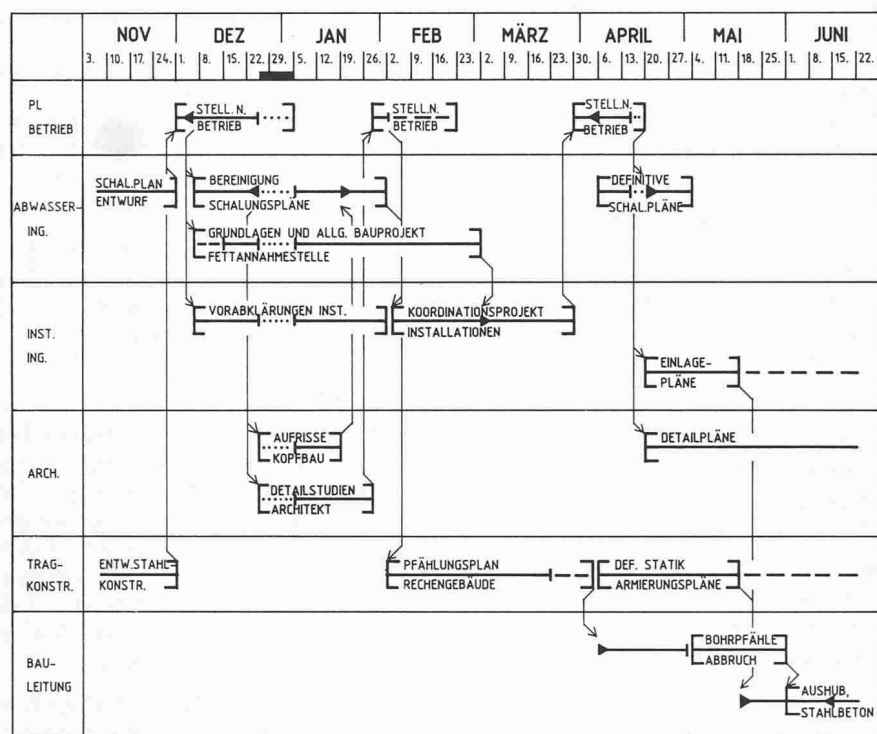 NOV DEZ JAN FEB MÄRZ APRIL MAI JUNI
3. 10. 17. 24. 1. 8. 15. 22. 29. 5. 12. 19. 26. 2. 9. 16. 23. 2. 9. 16. 23. 30. 6. 13. 20. 27. 4. 11. 18. 25. 1. 8. 15. 22.
PL
BETRIEB
STELL.N. STELL.N. STELL.N.
BETRIEB BETRIEB BETRIEB
ABWASSER-
ING.
SCHAL.PLAN BEREINIGUNG DEFINITIVE
ENTWURF SCHALUNGSPLÄNE SCHAL.PLÄNE
GRUNDLAGEN UND ALLG. BAUPROJEKT
FETTANNAHMESTELLE
INST.
ING.
VORABKLÄRUNGEN INST. KOORDINATIONSPROJEKT
INSTALLATIONEN
EINLAGE-
PLÄNE
ARCH.
AUFRISSE DETAILPLÄNE
KOPFBAU
DETAILSTUDIEN
ARCHITEKT
TRAG-
KONSTR.
ENTW.STAHL- PFÄHLUNGSPLAN DEF. STATIK
KONSTR. RECHENGEBÄUDE ARMIERUNGSPLÄNE
BAU-
LEITUNG
BOHRPFÄHLE
ABBRUCH
AUSHUB,
STAHLBETON